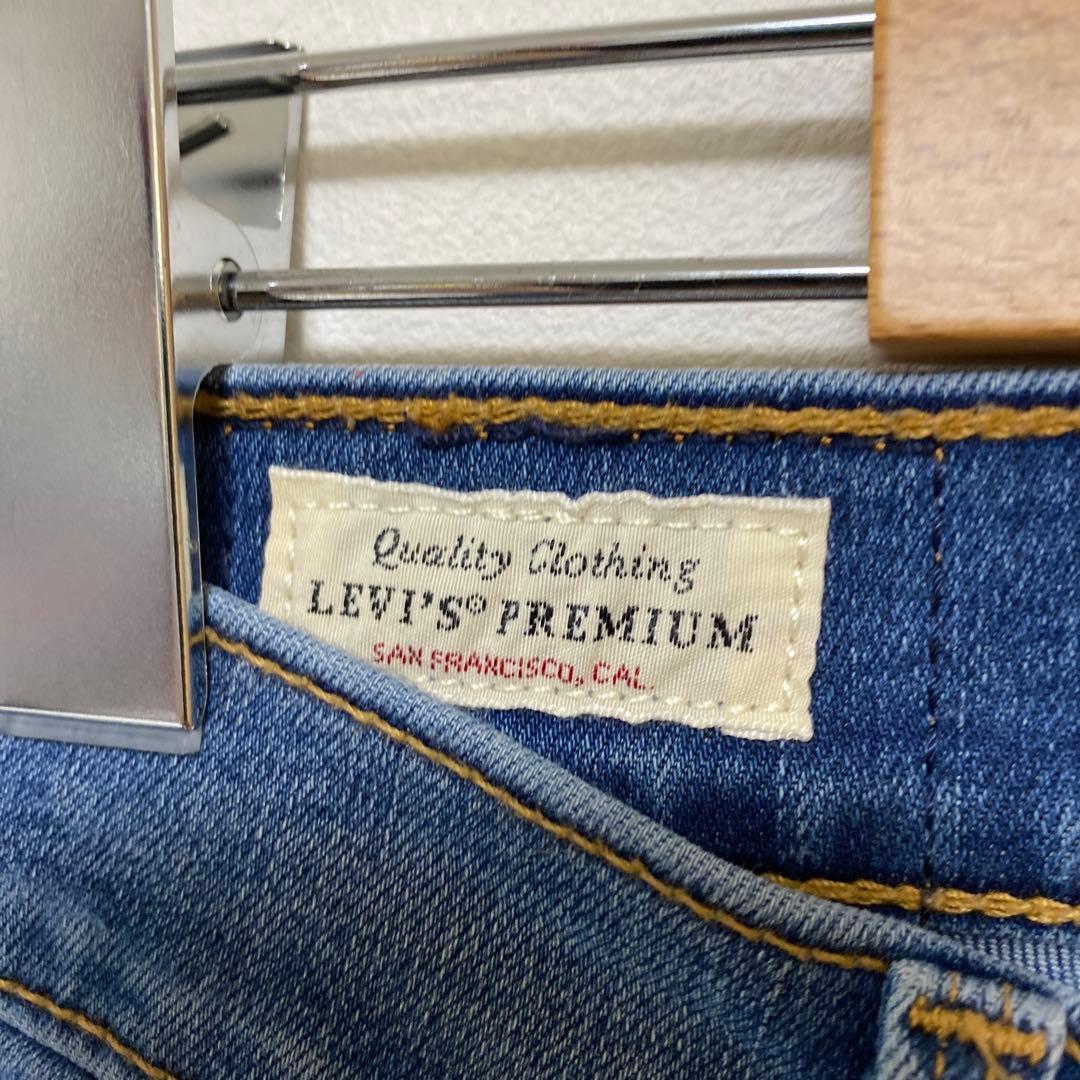 Quality Clothing
LEVI'S® PREMIUM
SAN FRANCISCO, CAL.